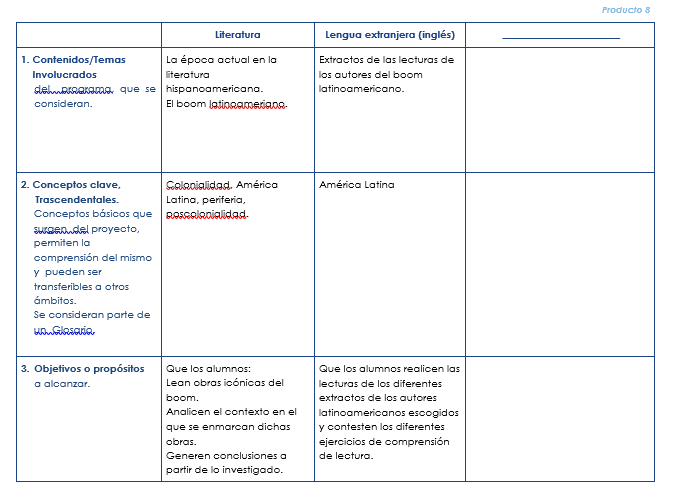 Producto 8
Literatura
Lengua extranjera (inglés)
1. Contenidos/Temas
Involucrados
del programa, que se
consideran.
La época actual en la
literatura
hispanoamericana.
El boom latinoameriano.
Extractos de las lecturas de
los autores del boom
latinoamericano.
2. Conceptos clave,
Trascendentales.
Conceptos básicos que
surgen del proyecto,
permiten la
comprensión del mismo
y pueden ser
transferibles a otros
ámbitos.
Se consideran parte de
un Glosario.
Colonialidad, América
Latina, periferia,
poscolonialidad.
América Latina
3. Objetivos o propósitos
a alcanzar.
Que los alumnos:
Lean obras icónicas del
boom.
Analicen el contexto en el
que se enmarcan dichas
obras.
Generen conclusiones a
partir de lo investigado.
Que los alumnos realicen las
lecturas de los diferentes
extractos de los autores
latinoamericanos escogidos
y contesten los diferentes
ejercicios de comprensión
de lectura.